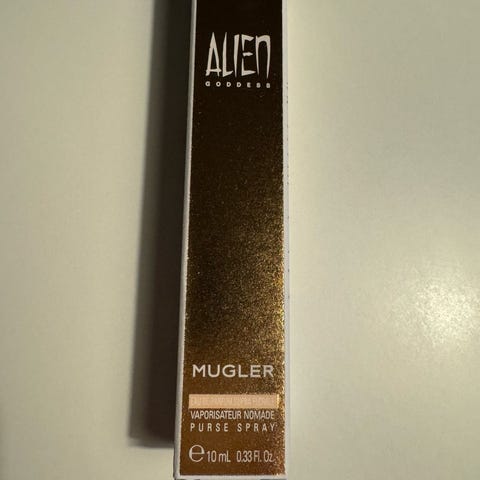 ALIEN
GODDESS
MUGLER
VAPORISATEUR NOMADE
PURSE SPRAY
℮ 10 mL 0.33 Fl. Oz.